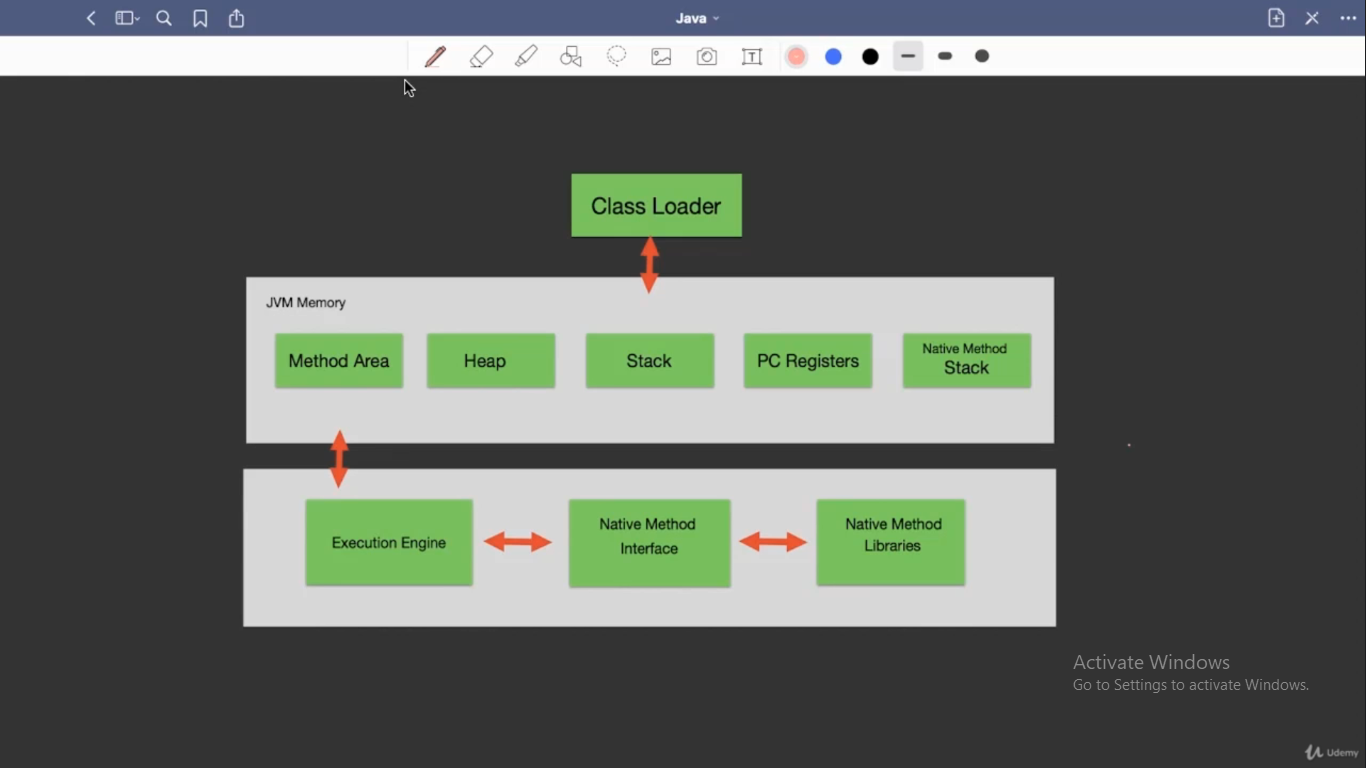 Java
T
Class Loader
JVM Memory
Method Area
Heap
Stack
PC Registers
Native Method
Stack
Execution Engine
Native Method
Interface
Native Method
Libraries
Activate Windows
Go to Settings to activate Windows.
Udemy